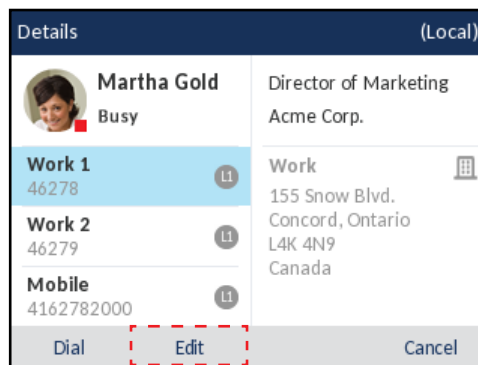 Details (Local)
Martha Gold
Busy
Director of Marketing
Acme Corp.
Work 1
46278
L1
Work 2
46279
L1
Mobile
4162782000
L1
Work
155 Snow Blvd.
Concord, Ontario
L4K 4N9
Canada
Dial Edit Cancel